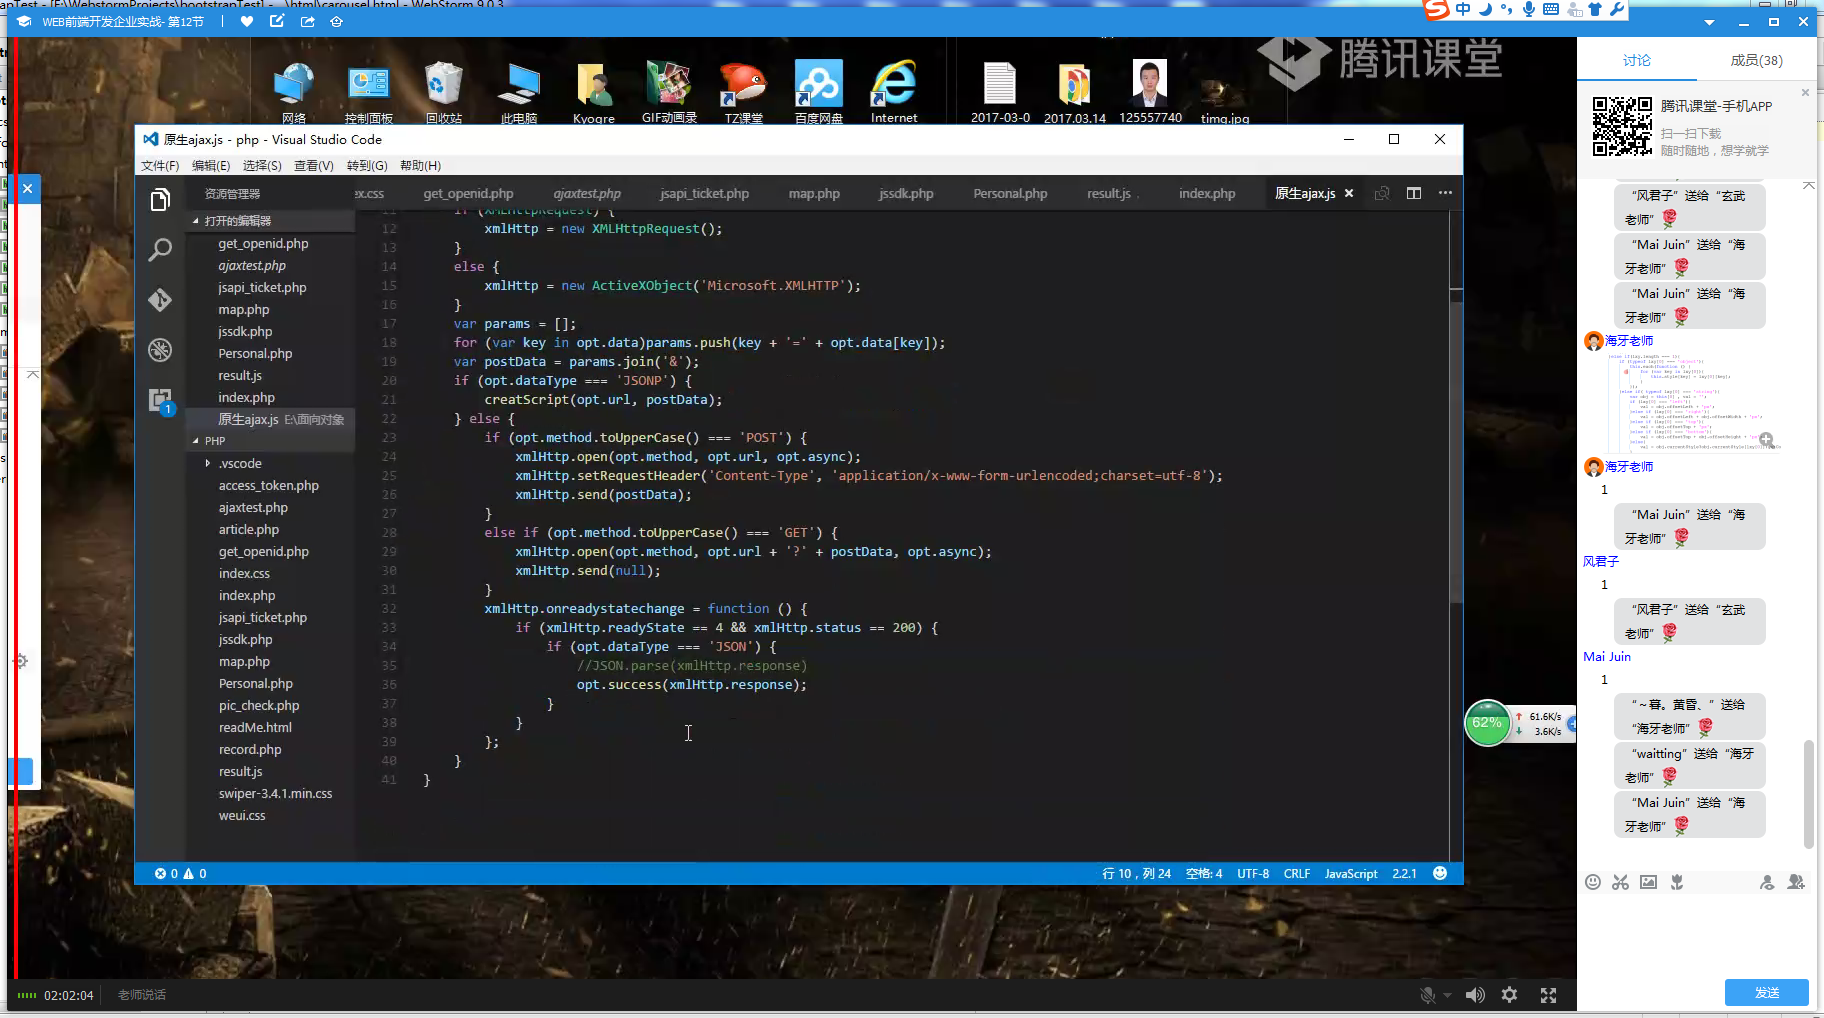 anTest - [E:\WebstormProjects\bootstrapTest] - ...\html\carousel.html - WebStorm 9.0.3
WEB前端开发企业实战- 第12节
中
腾讯课堂
网络
控制面板
回收站
此电脑
Kyogre
GIF动画录
TZ课堂
百度网盘
Internet
2017-03-0
2017.03.14
125557740
timg.jpg
原生ajax.js - php - Visual Studio Code
文件(F) 编辑(E) 选择(S) 查看(V) 转到(G) 帮助(H)
资源管理器
ex.css get_openid.php ajaxtest.php jsapi_ticket.php map.php jssdk.php Personal.php result.js index.php 原生ajax.js
打开的编辑器
get_openid.php
ajaxtest.php
jsapi_ticket.php
map.php
jssdk.php
Personal.php
result.js
index.php
原生ajax.js E:\面向对象
PHP
.vscode
access_token.php
ajaxtest.php
article.php
get_openid.php
index.css
index.php
jsapi_ticket.php
jssdk.php
map.php
Personal.php
pic_check.php
readMe.html
record.php
result.js
swiper-3.4.1.min.css
weui.css
1
11 if (XMLHttpRequest) {
12 xmlHttp = new XMLHttpRequest();
13 }
14 else {
15 xmlHttp = new ActiveXObject('Microsoft.XMLHTTP');
16 }
17 var params = [];
18 for (var key in opt.data)params.push(key + '=' + opt.data[key]);
19 var postData = params.join('&');
20 if (opt.dataType === 'JSONP') {
21 creatScript(opt.url, postData);
22 } else {
23 if (opt.method.toUpperCase() === 'POST') {
24 xmlHttp.open(opt.method, opt.url, opt.async);
25 xmlHttp.setRequestHeader('Content-Type', 'application/x-www-form-urlencoded;charset=utf-8');
26 xmlHttp.send(postData);
27 }
28 else if (opt.method.toUpperCase() === 'GET') {
29 xmlHttp.open(opt.method, opt.url + '?' + postData, opt.async);
30 xmlHttp.send(null);
31 }
32 xmlHttp.onreadystatechange = function () {
33 if (xmlHttp.readyState == 4 && xmlHttp.status == 200) {
34 if (opt.dataType === 'JSON') {
35 //JSON.parse(xmlHttp.response)
36 opt.success(xmlHttp.response);
37 }
38 }
39 };
40 }
41 }
0 0
行 10，列 24 空格: 4 UTF-8 CRLF JavaScript 2.2.1
62%
61.6K/s
3.6K/s
02:02:04 老师说话
讨论 成员(38)
腾讯课堂-手机APP
扫一扫下载
随时随地，想学就学
“风君子” 送给 “玄武
老师”
“Mai Juin” 送给 “海
牙老师”
“Mai Juin” 送给 “海
牙老师”
海牙老师
海牙老师
1
“Mai Juin” 送给 “海
牙老师”
风君子
1
“风君子” 送给 “玄武
老师”
Mai Juin
1
“～暮。黄昏、” 送给
“海牙老师”
“waitting” 送给 “海牙
老师”
“Mai Juin” 送给 “海
牙老师”
发送